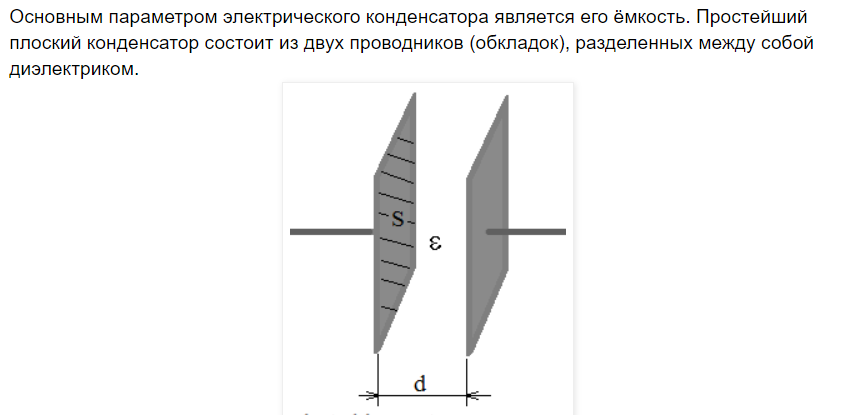 Основным параметром электрического конденсатора является его ёмкость. Простейший
плоский конденсатор состоит из двух проводников (обкладок), разделенных между собой
диэлектриком.
S
ε
d